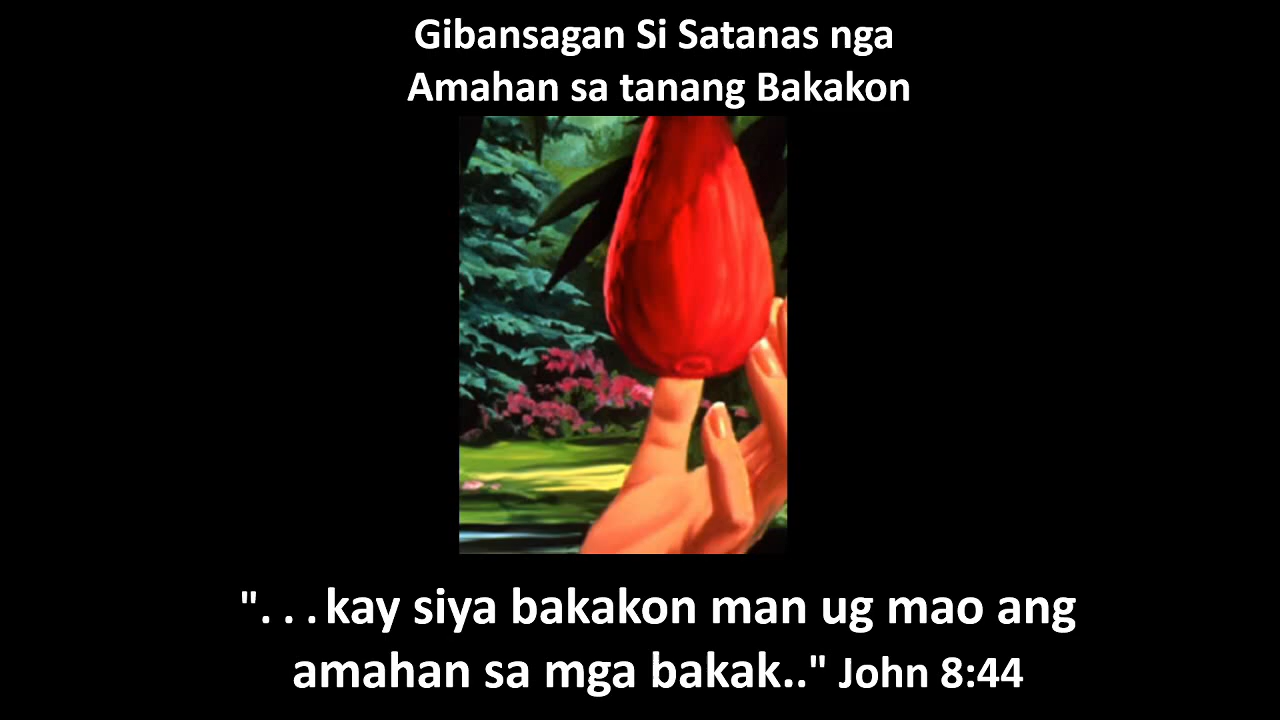 Gibansagan Si Satanas nga
Amahan sa tanang Bakakon
". . . kay siya bakakon man ug mao ang
amahan sa mga bakak.." John 8:44